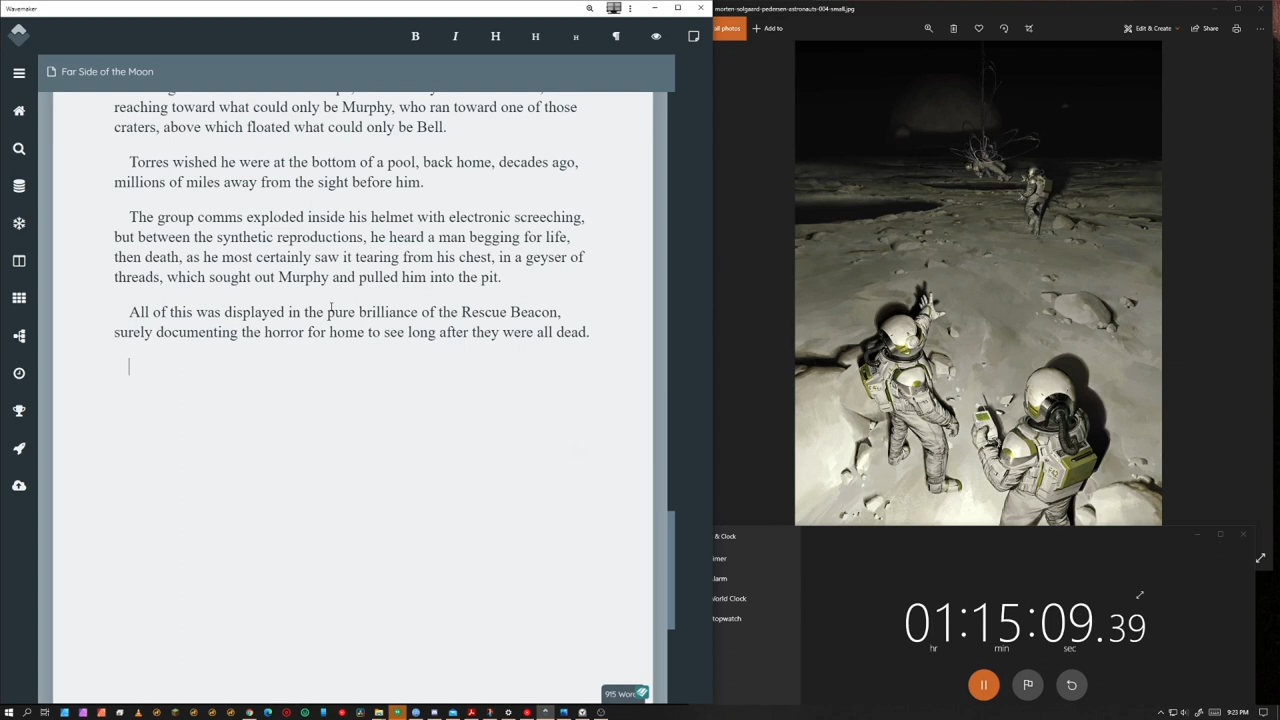 Wavemaker
B I H H H ¶
Far Side of the Moon
reaching toward what could only be Murphy, who ran toward one of those
craters, above which floated what could only be Bell.
Torres wished he were at the bottom of a pool, back home, decades ago,
millions of miles away from the sight before him.
The group comms exploded inside his helmet with electronic screeching,
but between the synthetic reproductions, he heard a man begging for life,
then death, as he most certainly saw it tearing from his chest, in a geyser of
threads, which sought out Murphy and pulled him into the pit.
All of this was displayed in the pure brilliance of the Rescue Beacon,
surely documenting the horror for home to see long after they were all dead.
915 Word
morten-solgaard-pedersen-astronauts-004-small.jpg
all photos
Add to
Edit & Create
Share
& Clock
imer
larm
World Clock
topwatch
01:15:09.39
hr min sec
9:23 PM